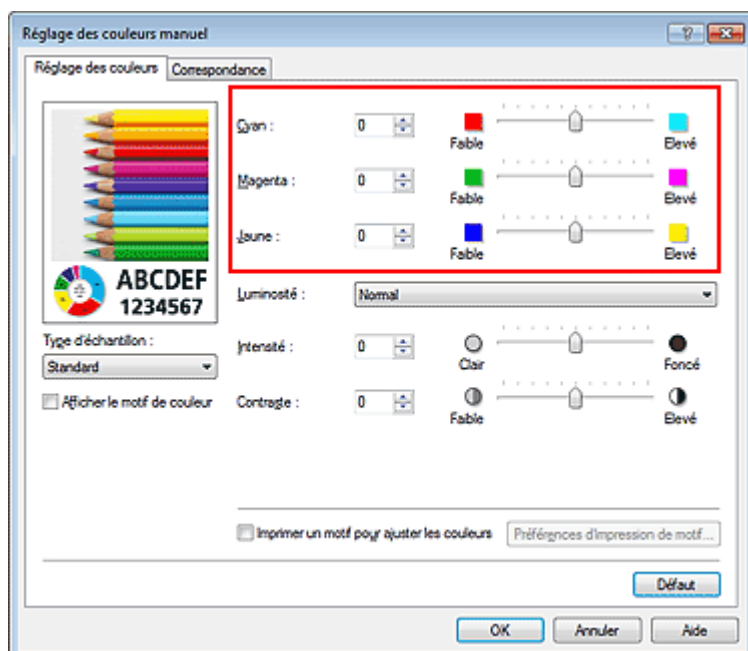 Réglage des couleurs manuel
Réglage des couleurs
Correspondance
Cyan :
0
Faible
Elevé
Magenta :
0
Faible
Elevé
Jaune :
0
Faible
Elevé
ABCDEF
1234567
Luminosité :
Normal
Type d'échantillon :
Standard
Intensité :
0
Clair
Foncé
Afficher le motif de couleur
Contraste :
0
Faible
Elevé
Imprimer un motif pour ajuster les couleurs
Préférences d'impression de motif...
Défaut
OK
Annuler
Aide